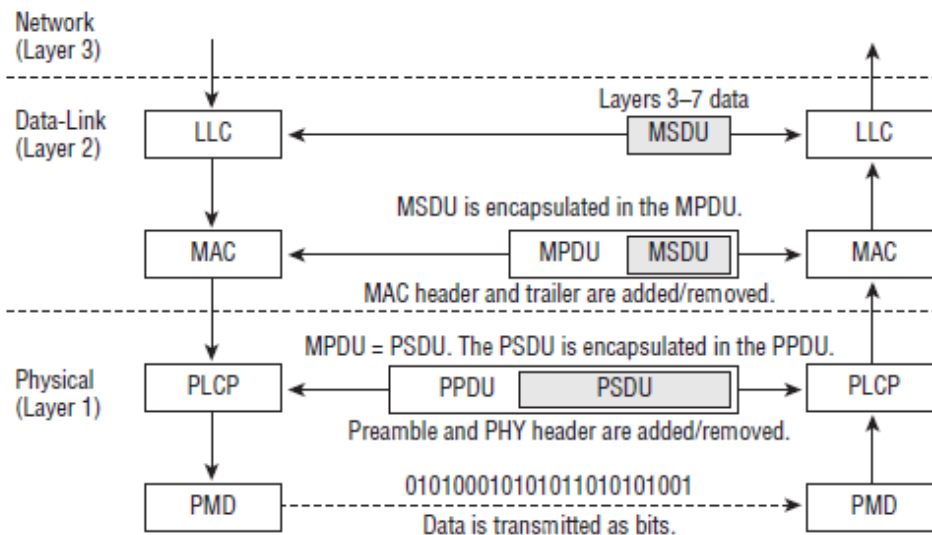 Network
(Layer 3)
Layers 3–7 data
Data-Link
(Layer 2)
LLC
MSDU
LLC
MSDU is encapsulated in the MPDU.
MAC
MPDU
MSDU
MAC
MAC header and trailer are added/removed.
MPDU = PSDU. The PSDU is encapsulated in the PPDU.
Physical
(Layer 1)
PLCP
PPDU
PSDU
PLCP
Preamble and PHY header are added/removed.
010100010101011010101001
PMD
PMD
Data is transmitted as bits.